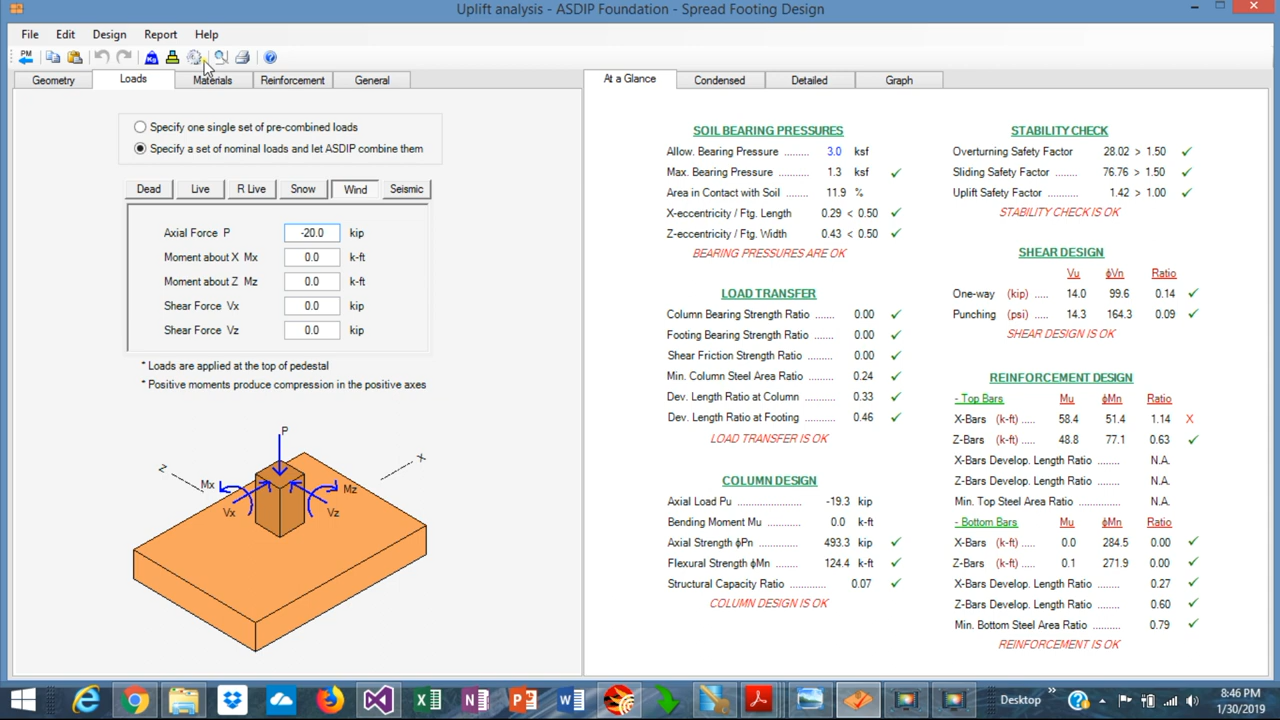 Uplift analysis - ASDIP Foundation - Spread Footing Design
File Edit Design Report Help
PM
Kg
Geometry Loads Materials Reinforcement General
Specify one single set of pre-combined loads
Specify a set of nominal loads and let ASDIP combine them
Dead Live R Live Snow Wind Seismic
Axial Force P -20.0 kip
Moment about X Mx 0.0 k-ft
Moment about Z Mz 0.0 k-ft
Shear Force Vx 0.0 kip
Shear Force Vz 0.0 kip
* Loads are applied at the top of pedestal
* Positive moments produce compression in the positive axes
P
Z X
Mx Mz
Vx Vz
At a Glance Condensed Detailed Graph
SOIL BEARING PRESSURES
Allow. Bearing Pressure ......... 3.0 ksf
Max. Bearing Pressure ............ 1.3 ksf
Area in Contact with Soil ........ 11.9 %
X-eccentricity / Ftg. Length 0.29 < 0.50
Z-eccentricity / Ftg. Width 0.43 < 0.50
BEARING PRESSURES ARE OK
LOAD TRANSFER
Column Bearing Strength Ratio ....... 0.00
Footing Bearing Strength Ratio ...... 0.00
Shear Friction Strength Ratio ......... 0.00
Min. Column Steel Area Ratio ........ 0.24
Dev. Length Ratio at Column .......... 0.33
Dev. Length Ratio at Footing ......... 0.46
LOAD TRANSFER IS OK
COLUMN DESIGN
Axial Load Pu ..................... -19.3 kip
Bending Moment Mu ........... 0.0 k-ft
Axial Strength ϕPn .............. 493.3 kip
Flexural Strength ϕMn ........ 124.4 k-ft
Structural Capacity Ratio ............. 0.07
COLUMN DESIGN IS OK
STABILITY CHECK
Overturning Safety Factor 28.02 > 1.50
Sliding Safety Factor ........ 76.76 > 1.50
Uplift Safety Factor ........... 1.42 > 1.00
STABILITY CHECK IS OK
SHEAR DESIGN
Vu ϕVn Ratio
One-way (kip) ..... 14.0 99.6 0.14
Punching (psi) ..... 14.3 164.3 0.09
SHEAR DESIGN IS OK
REINFORCEMENT DESIGN
- Top Bars Mu ϕMn Ratio
X-Bars (k-ft) ..... 58.4 51.4 1.14 X
Z-Bars (k-ft) ..... 48.8 77.1 0.63
X-Bars Develop. Length Ratio ........ N.A.
Z-Bars Develop. Length Ratio ........ N.A.
Min. Top Steel Area Ratio .............. N.A.
- Bottom Bars Mu ϕMn Ratio
X-Bars (k-ft) ..... 0.0 284.5 0.00
Z-Bars (k-ft) ..... 0.1 271.9 0.00
X-Bars Develop. Length Ratio ........ 0.27
Z-Bars Develop. Length Ratio ........ 0.60
Min. Bottom Steel Area Ratio ......... 0.79
REINFORCEMENT IS OK
Desktop
8:46 PM
1/30/2019